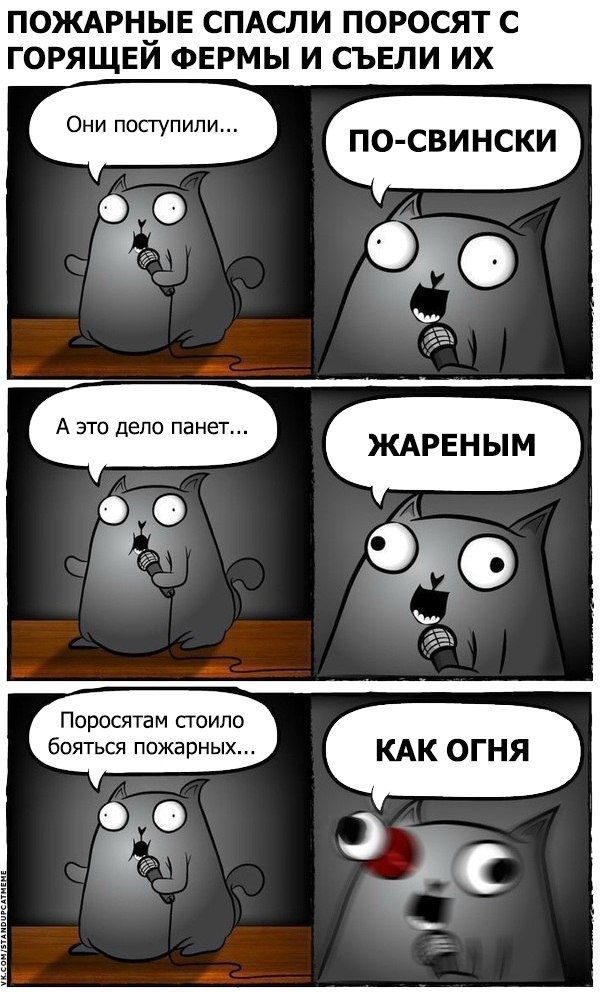 ПОЖАРНЫЕ СПАСЛИ ПОРОСЯТ С
ГОРЯЩЕЙ ФЕРМЫ И СЪЕЛИ ИХ
Они поступили...
ПО-СВИНСКИ
А это дело панет...
ЖАРЕНЫМ
Поросятам стоило
бояться пожарных...
КАК ОГНЯ
VK.COM/STANDUPCATMEME